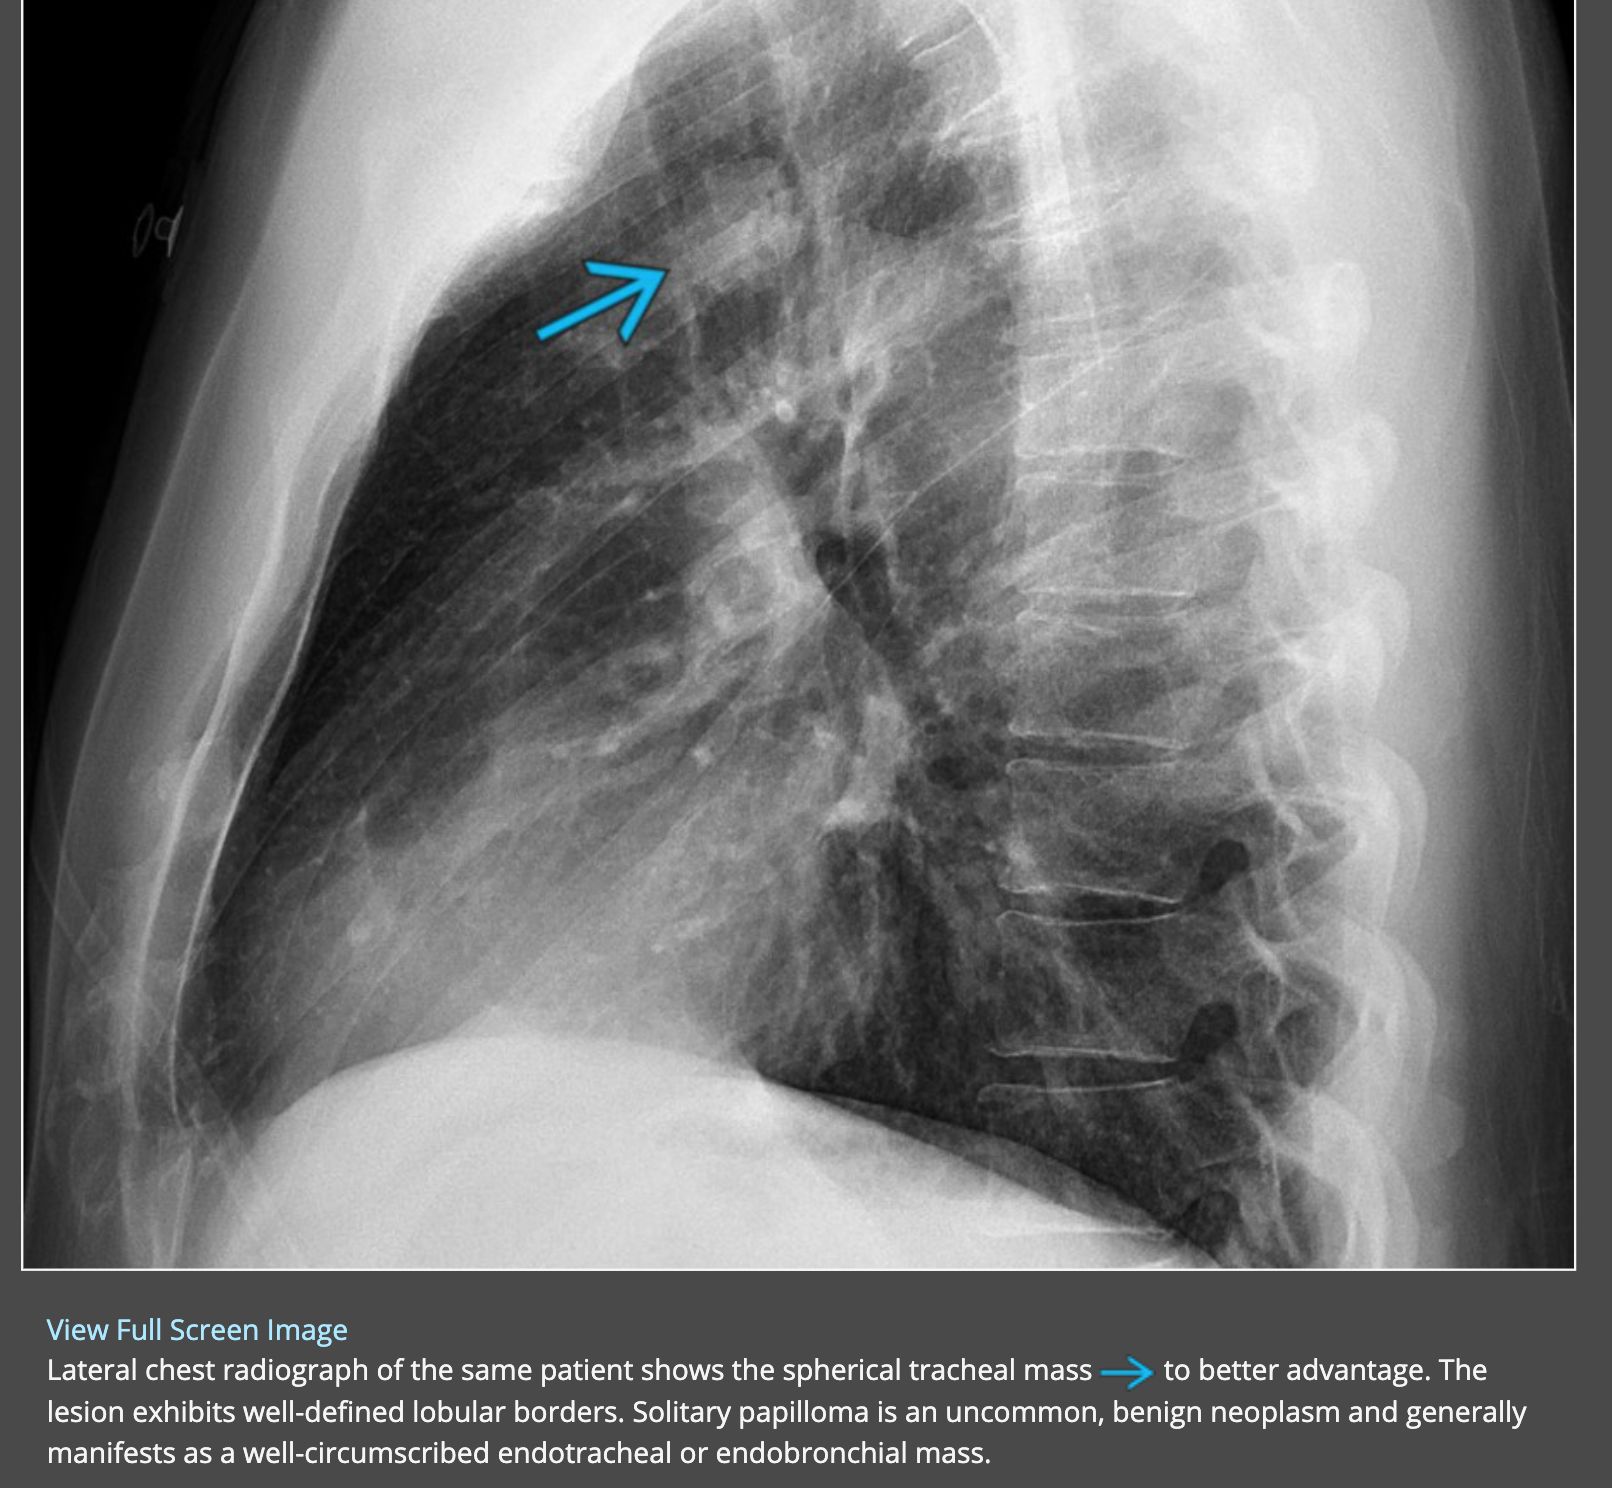 View Full Screen Image
Lateral chest radiograph of the same patient shows the spherical tracheal mass → to better advantage. The
lesion exhibits well-defined lobular borders. Solitary papilloma is an uncommon, benign neoplasm and generally
manifests as a well-circumscribed endotracheal or endobronchial mass.